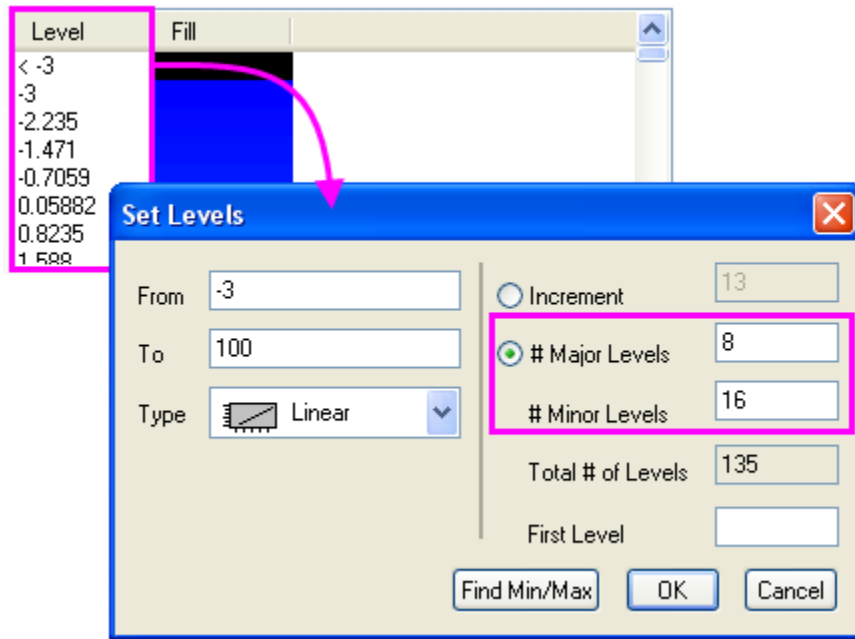 Level Fill
< -3
-3
-2.235
-1.471
-0.7059
0.05882
0.8235
1.588
Set Levels
From -3
To 100
Type Linear
Increment 13
# Major Levels 8
# Minor Levels 16
Total # of Levels 135
First Level
Find Min/Max OK Cancel